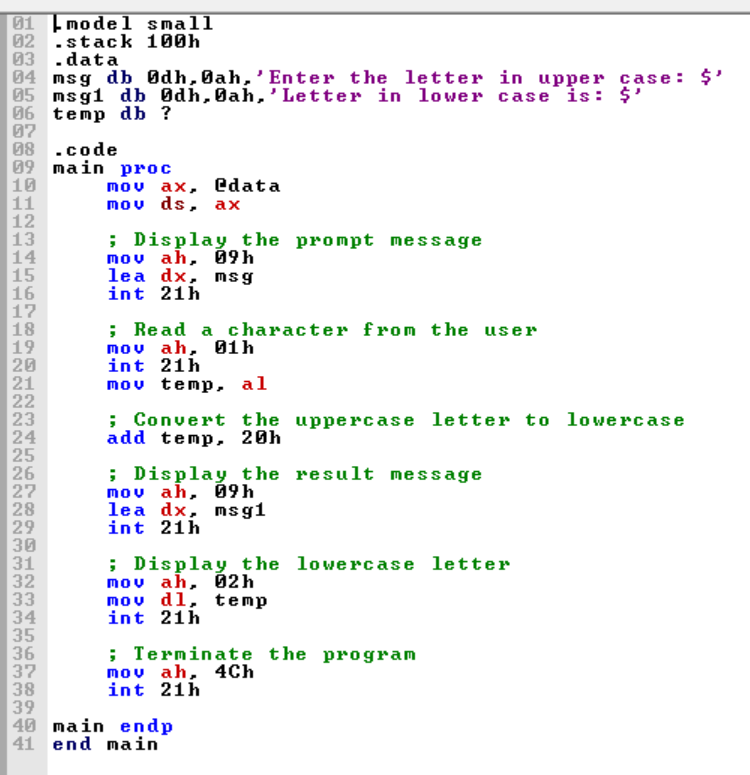 01 .model small
02 .stack 100h
03 .data
04 msg db 0dh,0ah,'Enter the letter in upper case: $'
05 msg1 db 0dh,0ah,'Letter in lower case is: $'
06 temp db ?
07
08 .code
09 main proc
10 mov ax, @data
11 mov ds, ax
12
13 ; Display the prompt message
14 mov ah, 09h
15 lea dx, msg
16 int 21h
17
18 ; Read a character from the user
19 mov ah, 01h
20 int 21h
21 mov temp, al
22
23 ; Convert the uppercase letter to lowercase
24 add temp, 20h
25
26 ; Display the result message
27 mov ah, 09h
28 lea dx, msg1
29 int 21h
30
31 ; Display the lowercase letter
32 mov ah, 02h
33 mov dl, temp
34 int 21h
35
36 ; Terminate the program
37 mov ah, 4Ch
38 int 21h
39
40 main endp
41 end main